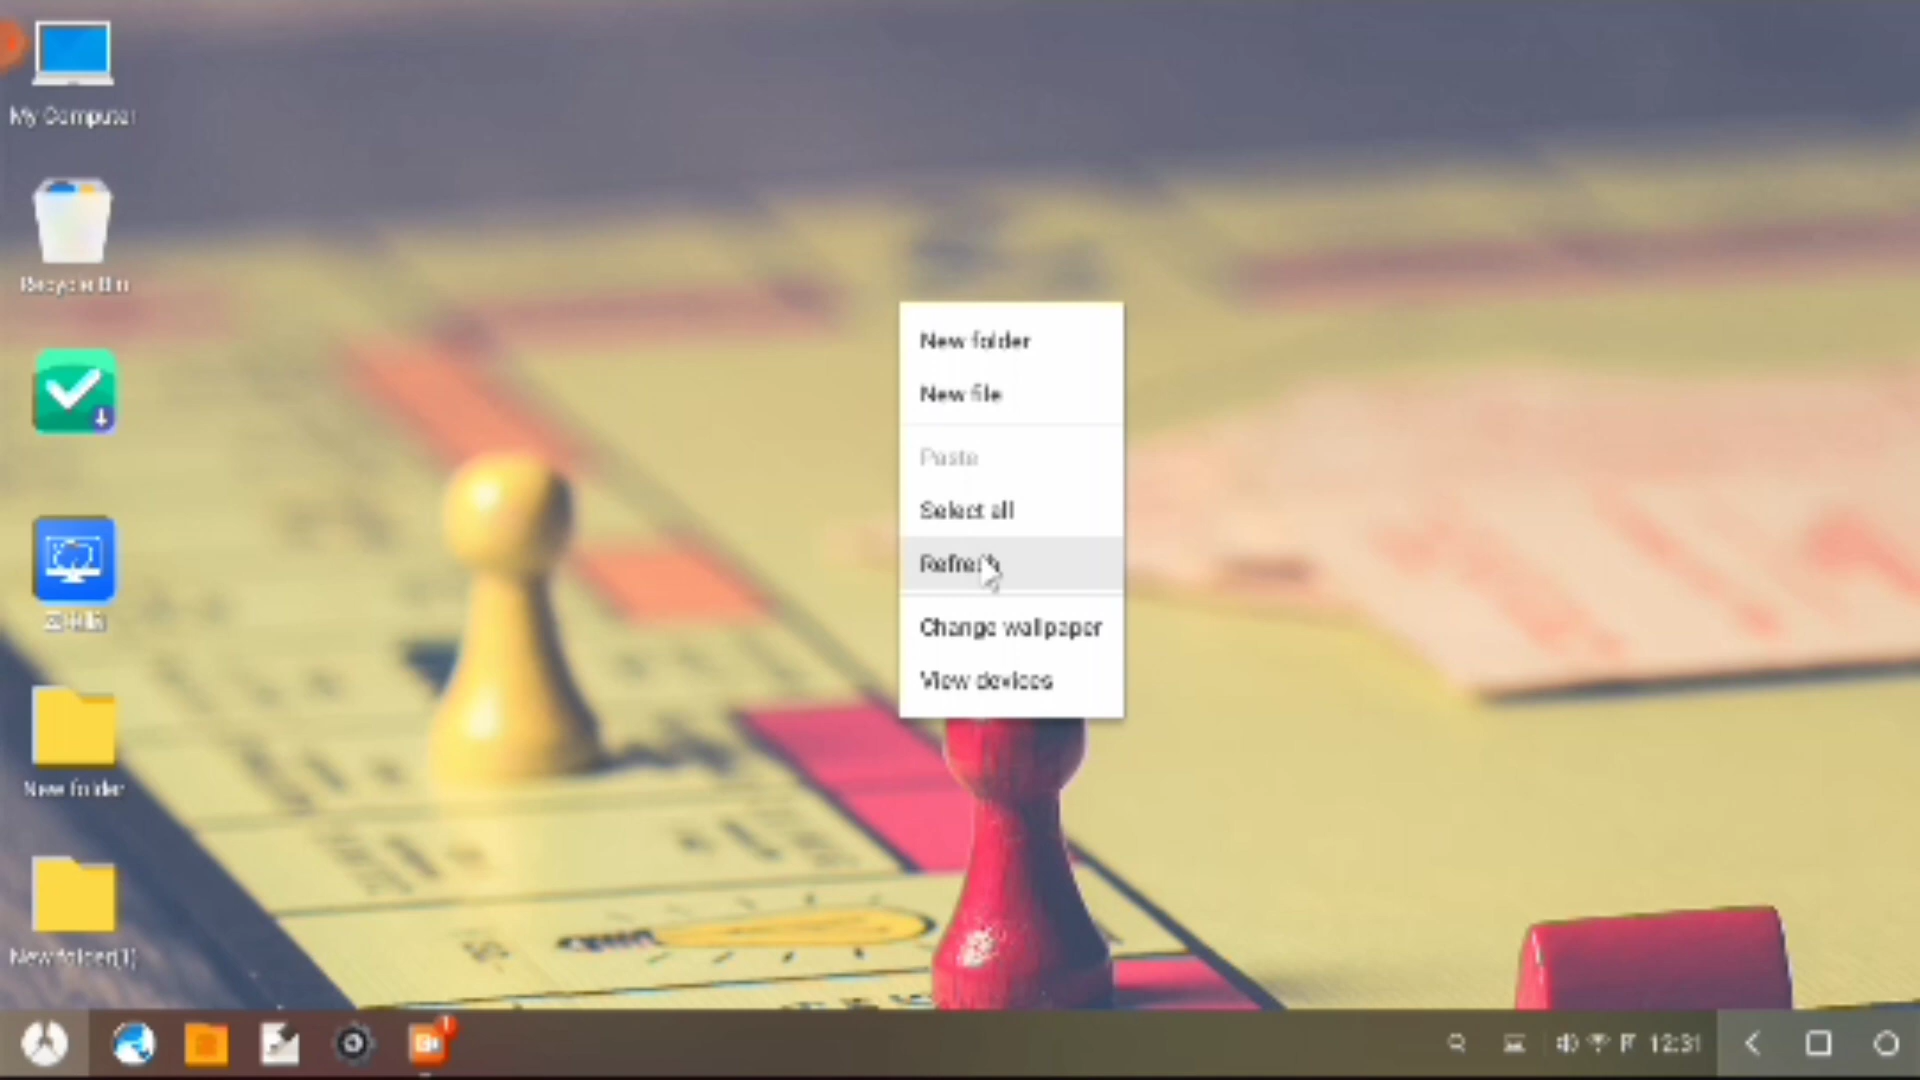 My Computer
Recycle Bin
New folder
New folder(1)
New folder
New file
Paste
Select all
Refresh
Change wallpaper
View devices
1
12:31